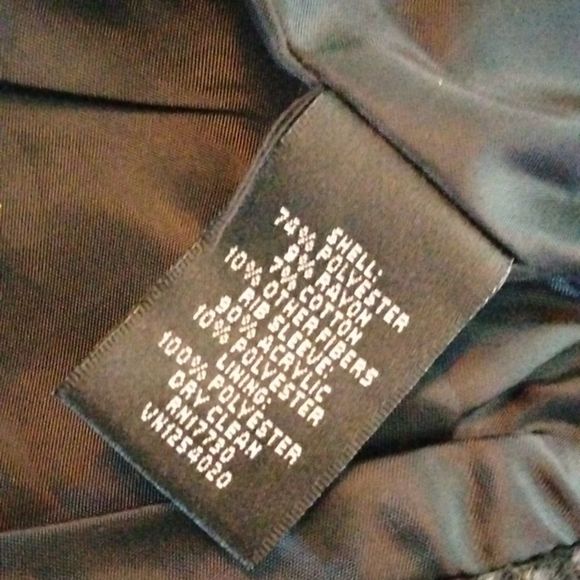 SHELL:
74% POLYESTER
9% RAYON
7% COTTON
10% OTHER FIBERS
RIB SLEEVE:
90% ACRYLIC
10% POLYESTER
LINING:
100% POLYESTER
DRY CLEAN
RN17730
VN1254020